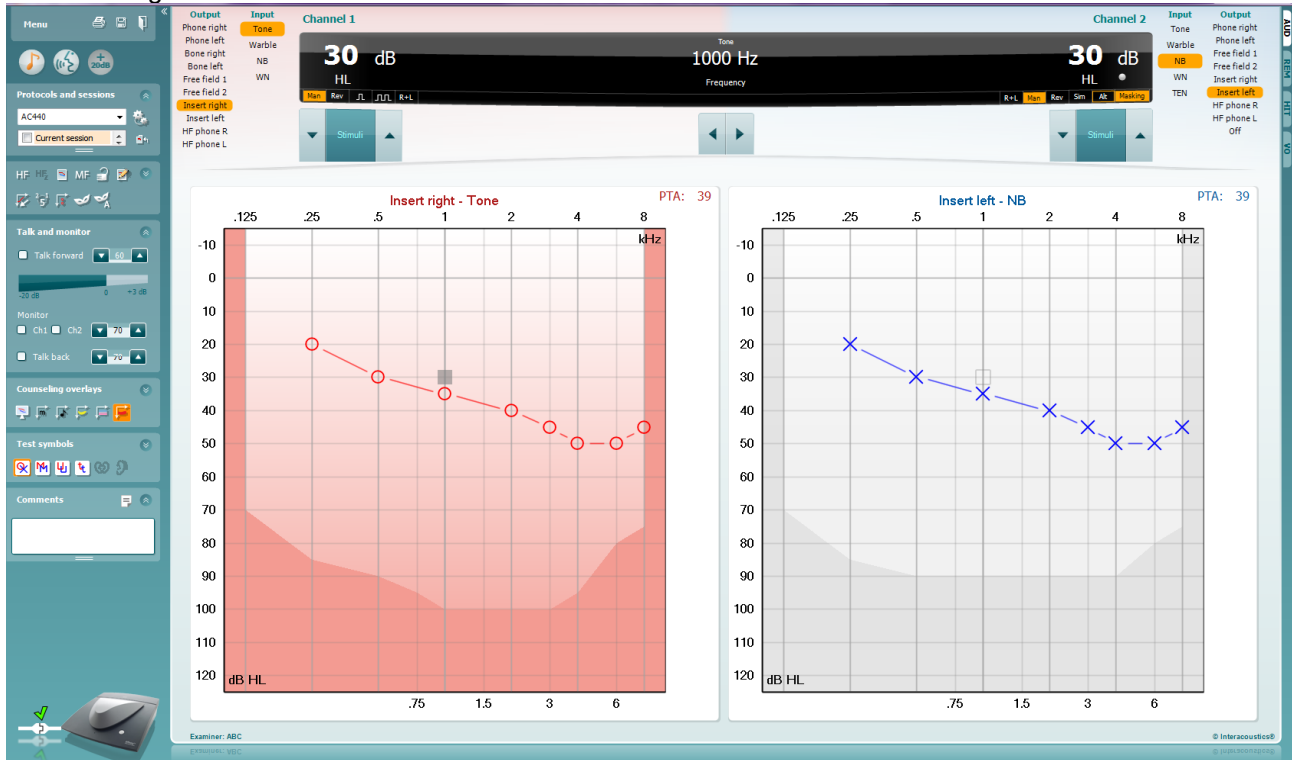 Menu
Protocols and sessions
AC440
Current session
HF HF2 MF
Talk and monitor
Talk forward 60
-20 dB 0 +3 dB
Monitor
Ch1 Ch2 70
Talk back 70
Counseling overlays
Test symbols
Comments
Output Input
Phone right Tone
Phone left Warble
Bone right NB
Bone left WN
Free field 1
Free field 2
Insert right
Insert left
HF phone R
HF phone L
Channel 1
30 dB
HL
Man Rev R+L
Tone
1000 Hz
Frequency
Channel 2
30 dB
HL
R+L Man Rev Sim Alt Masking
Stimuli
Stimuli
Input Output
Tone Phone right
Warble Phone left
NB Free field 1
WN Free field 2
TEN Insert right
Insert left
HF phone R
HF phone L
Off
AUD
REM
HIT
VO
Insert right - Tone PTA: 39
.125 .25 .5 1 2 4 8
kHz
-10
0
10
20
30
40
50
60
70
80
90
100
110
120
dB HL
.75 1.5 3 6
Insert left - NB PTA: 39
.125 .25 .5 1 2 4 8
kHz
-10
0
10
20
30
40
50
60
70
80
90
100
110
120
dB HL
.75 1.5 3 6
Examiner: ABC
© Interacoustics®